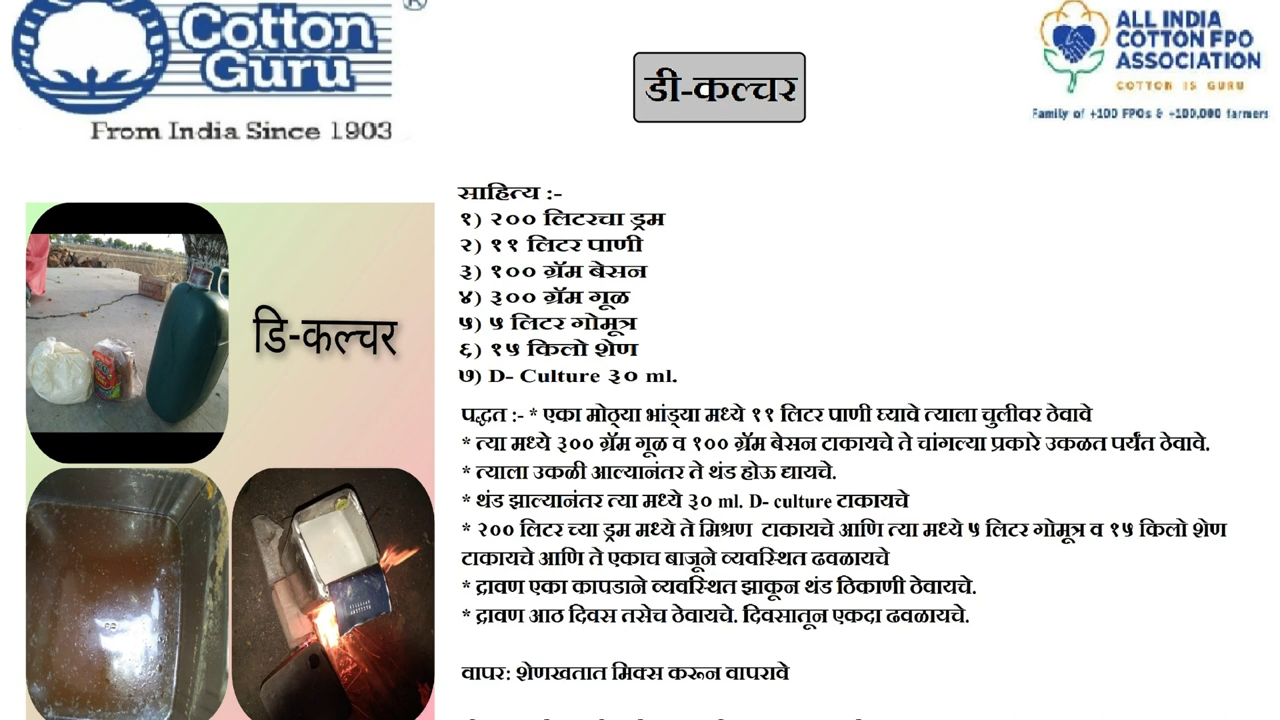 Cotton
Guru
®
From India Since 1903
डी-कल्चर
ALL INDIA
COTTON FPO
ASSOCIATION
COTTON IS GURU
Family of +100 FPOs & +100,000 farmers
डि-कल्चर
साहित्य :-
१) २०० लिटरचा ड्रम
२) ११ लिटर पाणी
३) १०० ग्रॅम बेसन
४) ३०० ग्रॅम गूळ
५) ५ लिटर गोमूत्र
६) १५ किलो शेण
७) D- Culture ३० ml.
पद्धत :- * एका मोठ्या भांड्या मध्ये ११ लिटर पाणी घ्यावे त्याला चुलीवर ठेवावे
* त्या मध्ये ३०० ग्रॅम गूळ व १०० ग्रॅम बेसन टाकायचे ते चांगल्या प्रकारे उकळत पर्यंत ठेवावे.
* त्याला उकळी आल्यानंतर ते थंड होऊ द्यायचे.
* थंड झाल्यानंतर त्या मध्ये ३० ml. D- culture टाकायचे
* २०० लिटर च्या ड्रम मध्ये ते मिश्रण टाकायचे आणि त्या मध्ये ५ लिटर गोमूत्र व १५ किलो शेण
टाकायचे आणि ते एकाच बाजूने व्यवस्थित ढवळायचे
* द्रावण एका कापडाने व्यवस्थित झाकून थंड ठिकाणी ठेवायचे.
* द्रावण आठ दिवस तसेच ठेवायचे. दिवसातून एकदा ढवळायचे.
वापर: शेणखतात मिक्स करून वापरावे